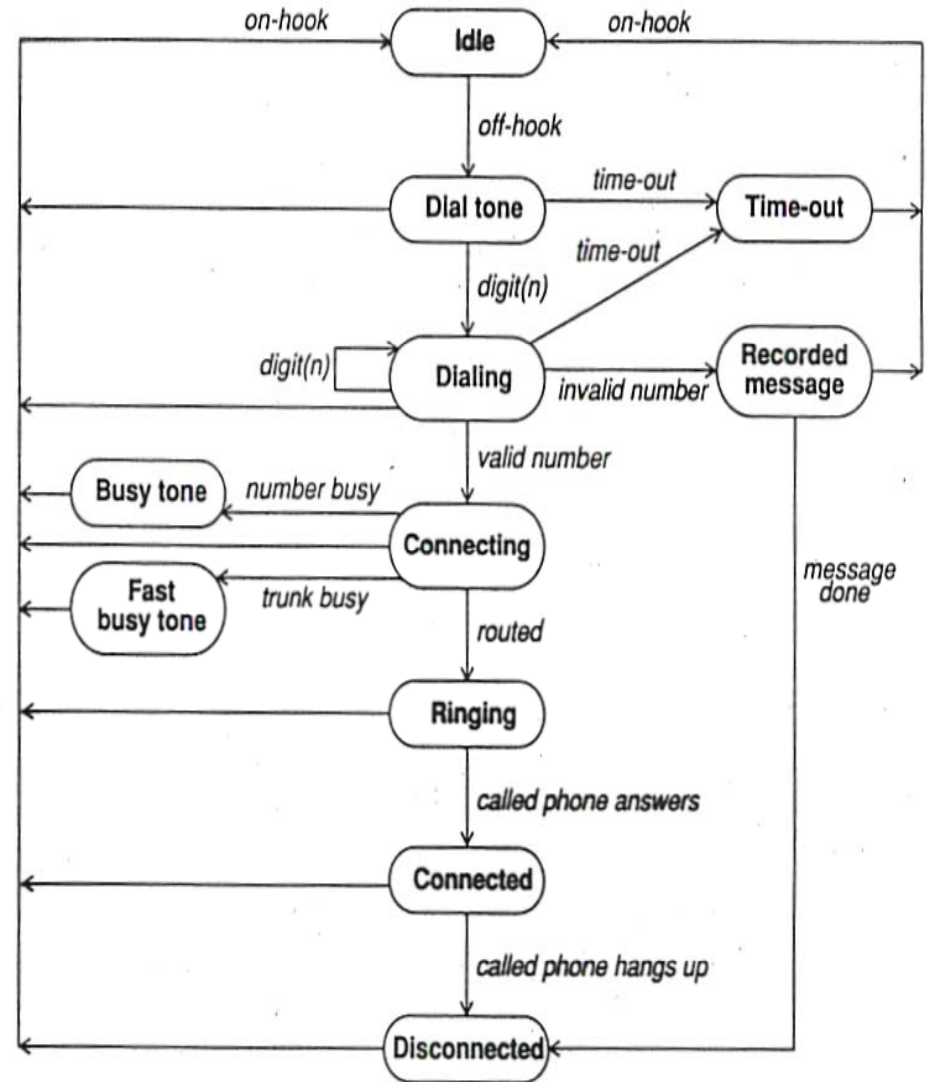 on-hook
Idle
on-hook
off-hook
Dial tone
time-out
Time-out
time-out
digit(n)
digit(n)
Dialing
invalid number
Recorded
message
valid number
Busy tone
number busy
Connecting
Fast
busy tone
trunk busy
message
done
routed
Ringing
called phone answers
Connected
called phone hangs up
Disconnected